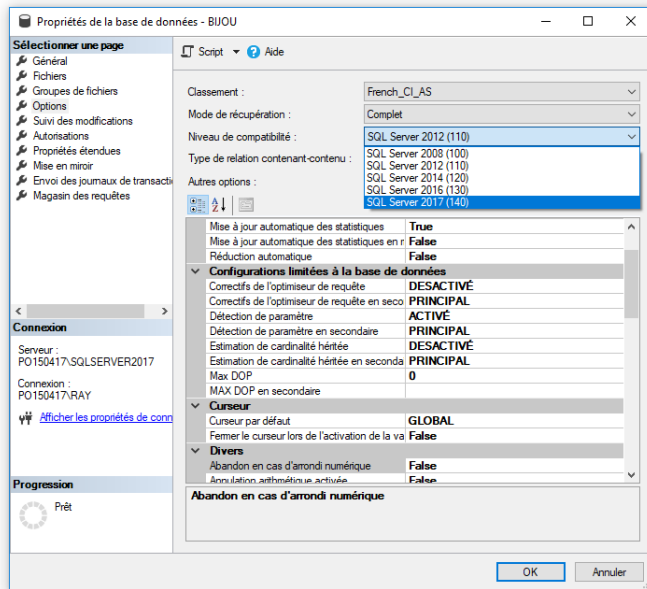 Propriétés de la base de données - BIJOU
Sélectionner une page
Général
Fichiers
Groupes de fichiers
Options
Suivi des modifications
Autorisations
Propriétés étendues
Mise en miroir
Envoi des journaux de transacti
Magasin des requêtes
Connexion
Serveur :
PO150417\SQLSERVER2017
Connexion :
PO150417\RAY
Afficher les propriétés de conn
Progression
Prêt
Script Aide
Classement : French_CI_AS
Mode de récupération : Complet
Niveau de compatibilité : SQL Server 2012 (110)
SQL Server 2008 (100)
SQL Server 2012 (110)
SQL Server 2014 (120)
SQL Server 2016 (130)
SQL Server 2017 (140)
Type de relation contenant-contenu :
Autres options :
Mise à jour automatique des statistiques True
Mise à jour automatique des statistiques en r False
Réduction automatique False
Configurations limitées à la base de données
Correctifs de l'optimiseur de requête DESACTIVÉ
Correctifs de l'optimiseur de requête en seco PRINCIPAL
Détection de paramètre ACTIVÉ
Détection de paramètre en secondaire PRINCIPAL
Estimation de cardinalité héritée DESACTIVÉ
Estimation de cardinalité héritée en seconda PRINCIPAL
Max DOP 0
MAX DOP en secondaire
Curseur
Curseur par défaut GLOBAL
Fermer le curseur lors de l'activation de la va False
Divers
Abandon en cas d'arrondi numérique False
Annulation arithmétique activée False
Abandon en cas d'arrondi numérique
OK Annuler